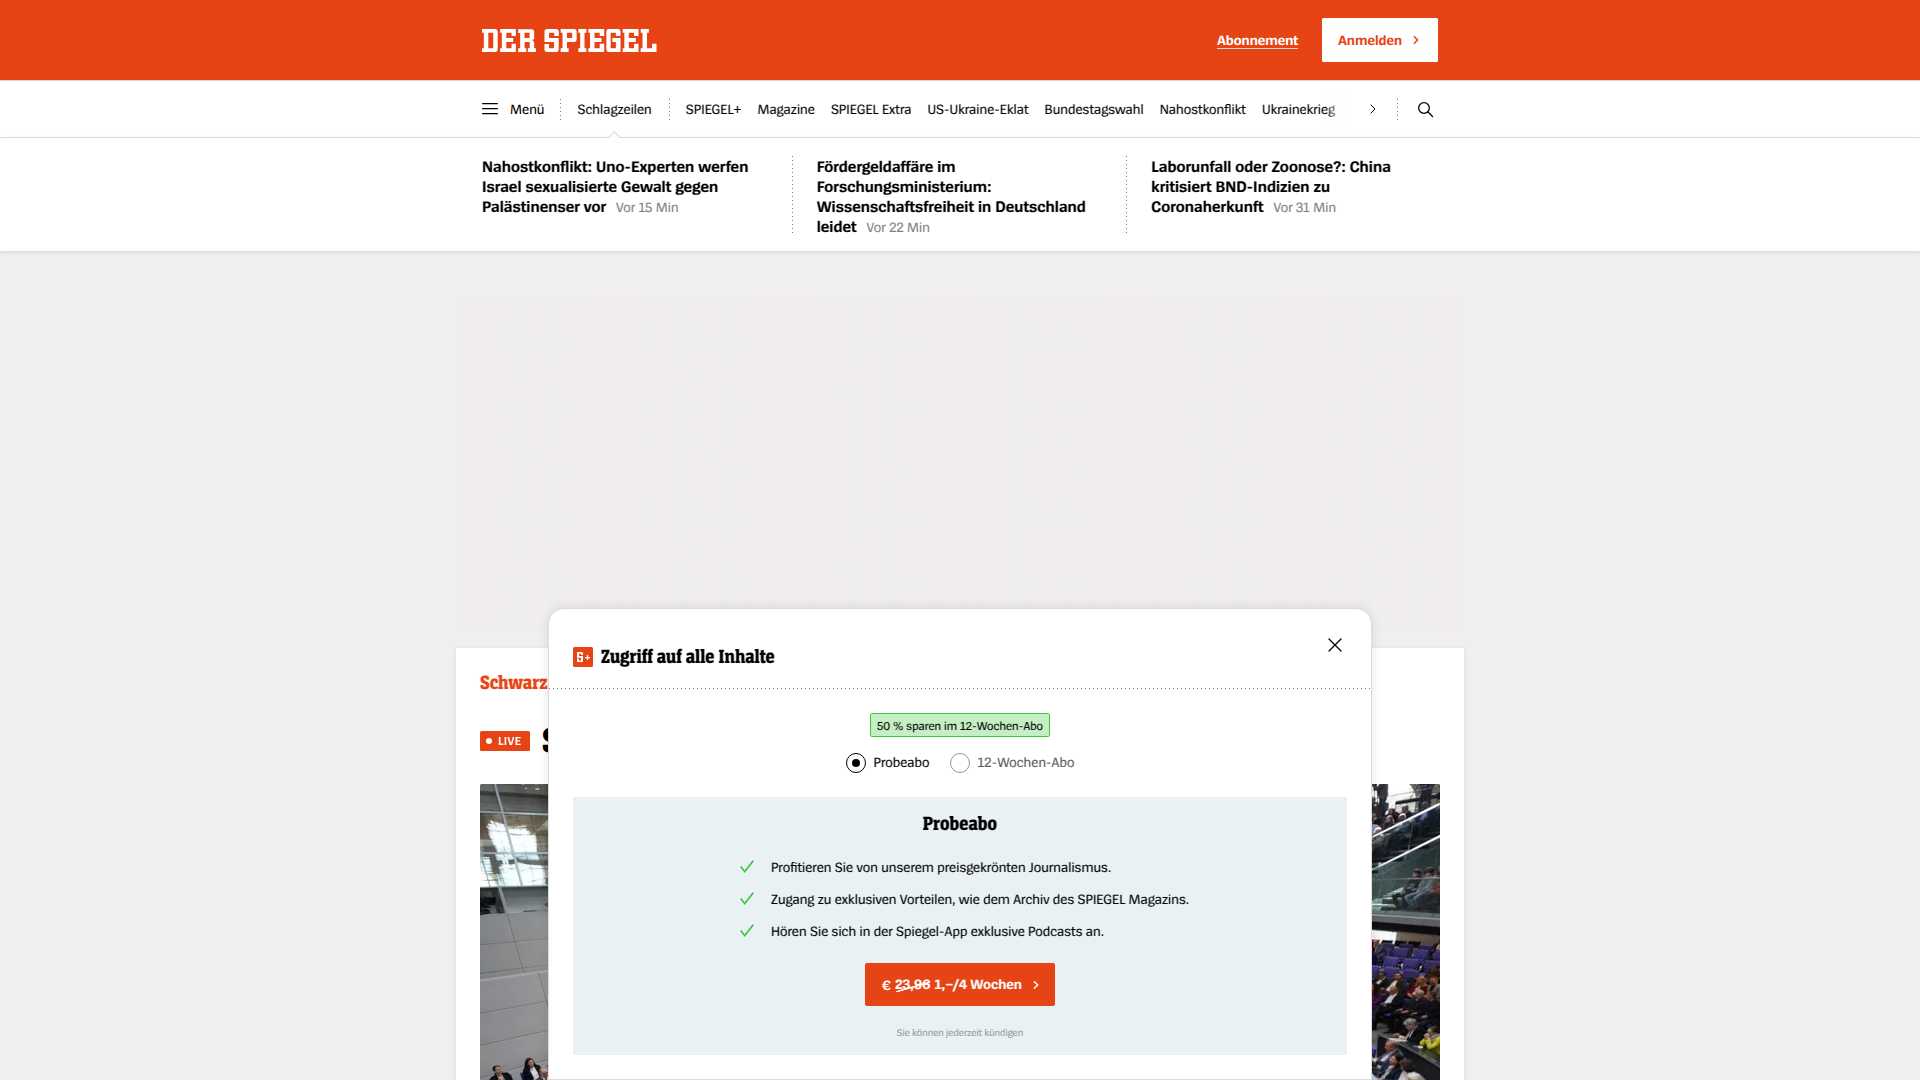 DER SPIEGEL
Abonnement
Anmelden
Menü
Schlagzeilen
SPIEGEL+
Magazine
SPIEGEL Extra
US-Ukraine-Eklat
Bundestagswahl
Nahostkonflikt
Ukrainekrieg
Nahostkonflikt: Uno-Experten werfen
Israel sexualisierte Gewalt gegen
Palästinenser vor Vor 15 Min
Fördergeldaffäre im
Forschungsministerium:
Wissenschaftsfreiheit in Deutschland
leidet Vor 22 Min
Laborunfall oder Zoonose?: China
kritisiert BND-Indizien zu
Coronaherkunft Vor 31 Min
Schwarz
LIVE
Zugriff auf alle Inhalte
50 % sparen im 12-Wochen-Abo
Probeabo
12-Wochen-Abo
Probeabo
Profitieren Sie von unserem preisgekrönten Journalismus.
Zugang zu exklusiven Vorteilen, wie dem Archiv des SPIEGEL Magazins.
Hören Sie sich in der Spiegel-App exklusive Podcasts an.
€ 23,96 1,–/4 Wochen
Sie können jederzeit kündigen